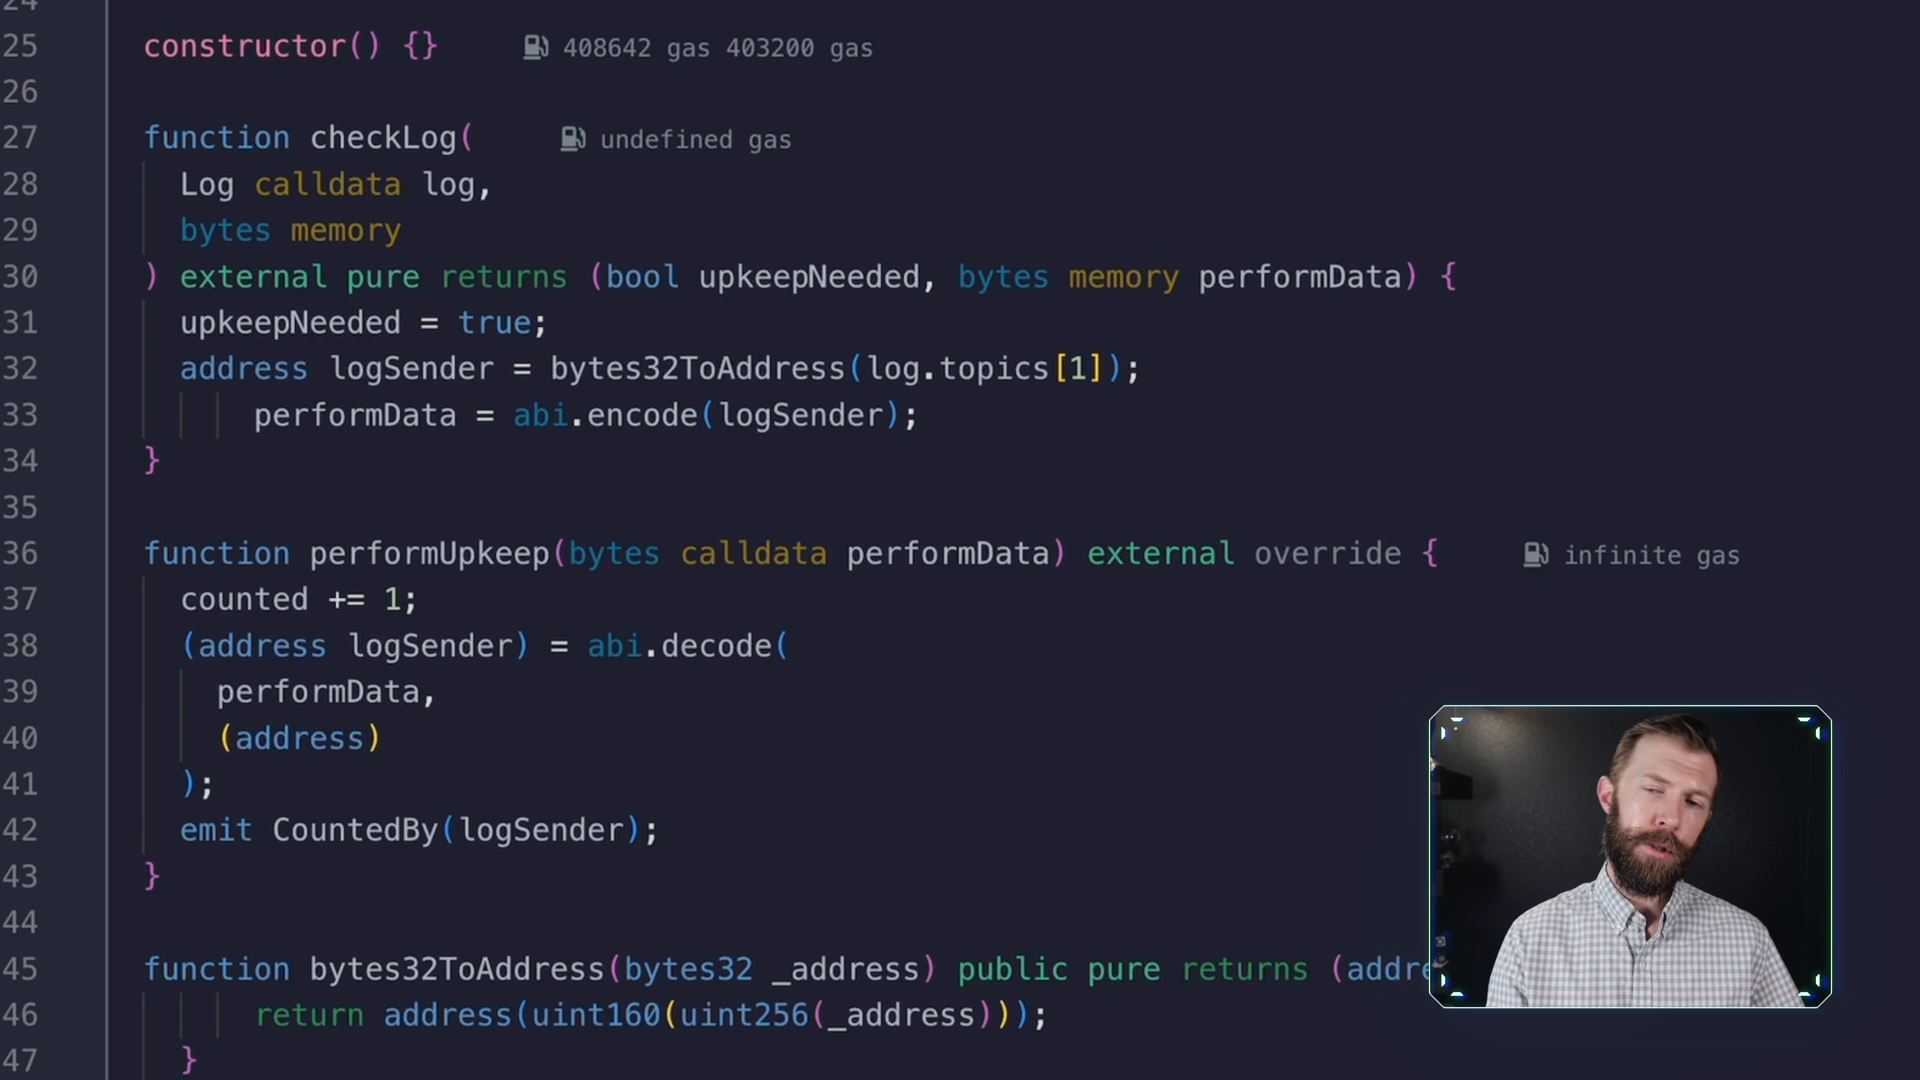 24
25 constructor() {} 408642 gas 403200 gas
26
27 function checkLog( undefined gas
28 Log calldata log,
29 bytes memory
30 ) external pure returns (bool upkeepNeeded, bytes memory performData) {
31 upkeepNeeded = true;
32 address logSender = bytes32ToAddress(log.topics[1]);
33 performData = abi.encode(logSender);
34 }
35
36 function performUpkeep(bytes calldata performData) external override { infinite gas
37 counted += 1;
38 (address logSender) = abi.decode(
39 performData,
40 (address)
41 );
42 emit CountedBy(logSender);
43 }
44
45 function bytes32ToAddress(bytes32 _address) public pure returns (addre
46 return address(uint160(uint256(_address)));
47 }